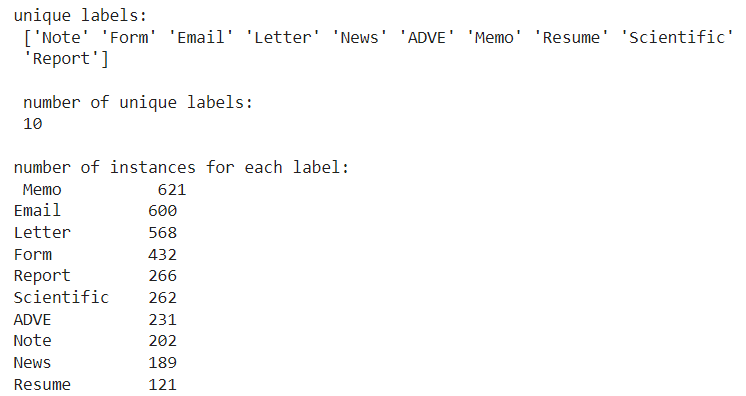 unique labels:
['Note' 'Form' 'Email' 'Letter' 'News' 'ADVE' 'Memo' 'Resume' 'Scientific'
'Report']
number of unique labels:
10
number of instances for each label:
Memo 621
Email 600
Letter 568
Form 432
Report 266
Scientific 262
ADVE 231
Note 202
News 189
Resume 121